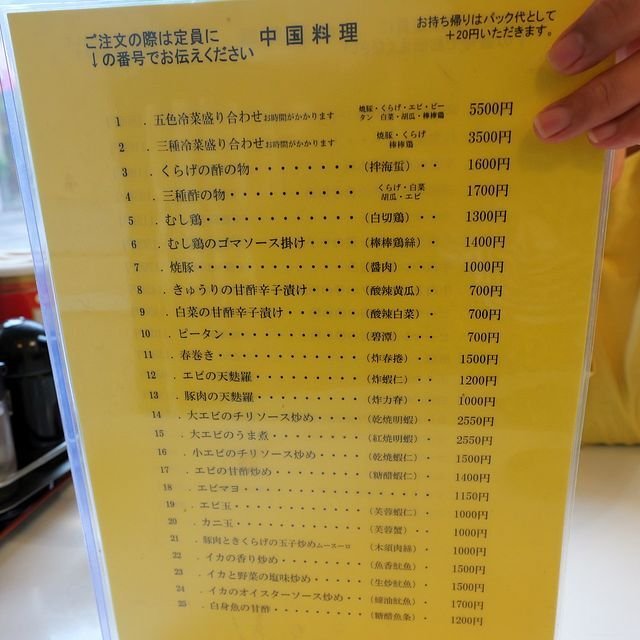 ご注文の際は定員に
↓の番号でお伝えください
中国料理
お持ち帰りはパック代として
+20円いただきます。
1 .五色冷菜盛り合わせお時間がかかります 焼豚・くらげ・エビ・ピータン 白菜・胡瓜・棒棒鶏 5500円
2 .三種冷菜盛り合わせお時間がかかります 焼豚・くらげ 棒棒鶏 3500円
3 .くらげの酢の物・・・・・・・・・(拌海蜇)・・ 1600円
4 .三種酢の物・・・・・・・・・・ くらげ・白菜 胡瓜・エビ 1700円
5 .むし鶏・・・・・・・・・・・・(白切鶏)・・ 1300円
6 .むし鶏のゴマソース掛け・・・・(棒棒鶏絲)・ 1400円
7 .焼豚・・・・・・・・・・・・・(醬肉)・・・ 1000円
8 .きゅうりの甘酢辛子漬け・・・・(酸辣黄瓜)・ 700円
9 .白菜の甘酢辛子漬け・・・・・・(酸辣白菜)・ 700円
10 .ピータン・・・・・・・・・・・(碧潭)・・・ 700円
11 .春巻き・・・・・・・・・・・・(炸春捲)・・ 1500円
12 .エビの天麩羅・・・・・・・・・(炸蝦仁)・・ 1200円
13 .豚肉の天麩羅・・・・・・・・・(炸力脊)・・ 1000円
14 .大エビのチリソース炒め・・・・(乾焼明蝦)・ 2550円
15 .大エビのうま煮・・・・・・・・(紅焼明蝦)・ 2550円
16 .小エビのチリソース炒め・・・・(乾焼蝦仁)・ 1500円
17 .エビの甘酢炒め・・・・・・・・(糖醋蝦仁)・ 1400円
18 .エビマヨ・・・・・・・・・・・・・・・・・ 1150円
19 .エビ玉・・・・・・・・・・・・(芙蓉蝦仁)・ 1000円
20 .カニ玉・・・・・・・・・・・・(芙蓉蟹)・・ 1000円
21 .豚肉ときくらげの玉子炒めムースーロ (木須肉絲)・ 1000円
22 .イカの香り炒め・・・・・・・・(魚香魷魚)・ 1500円
23 .イカと野菜の塩味炒め・・・・・(生炒魷魚)・ 1500円
24 .イカのオイスターソース炒め・・(蠔油魷魚)・ 1700円
25 .白身魚の甘酢・・・・・・・・・(糖醋魚条)・ 1200円